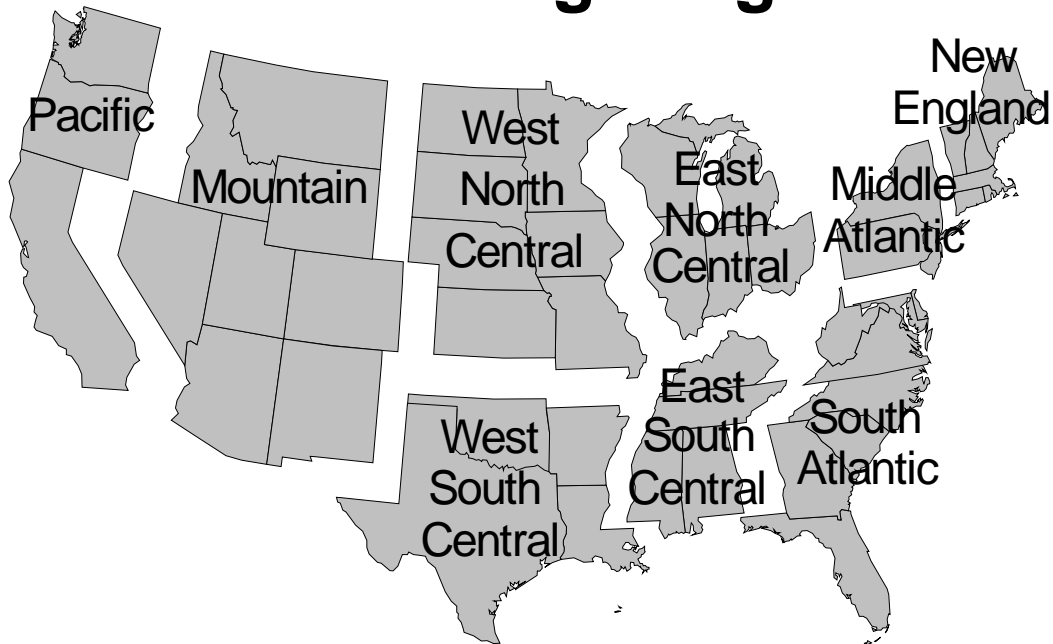 New
England
Pacific
West
North
Central
East
North
Central
Middle
Atlantic
Mountain
East
South
Central
South
Atlantic
West
South
Central